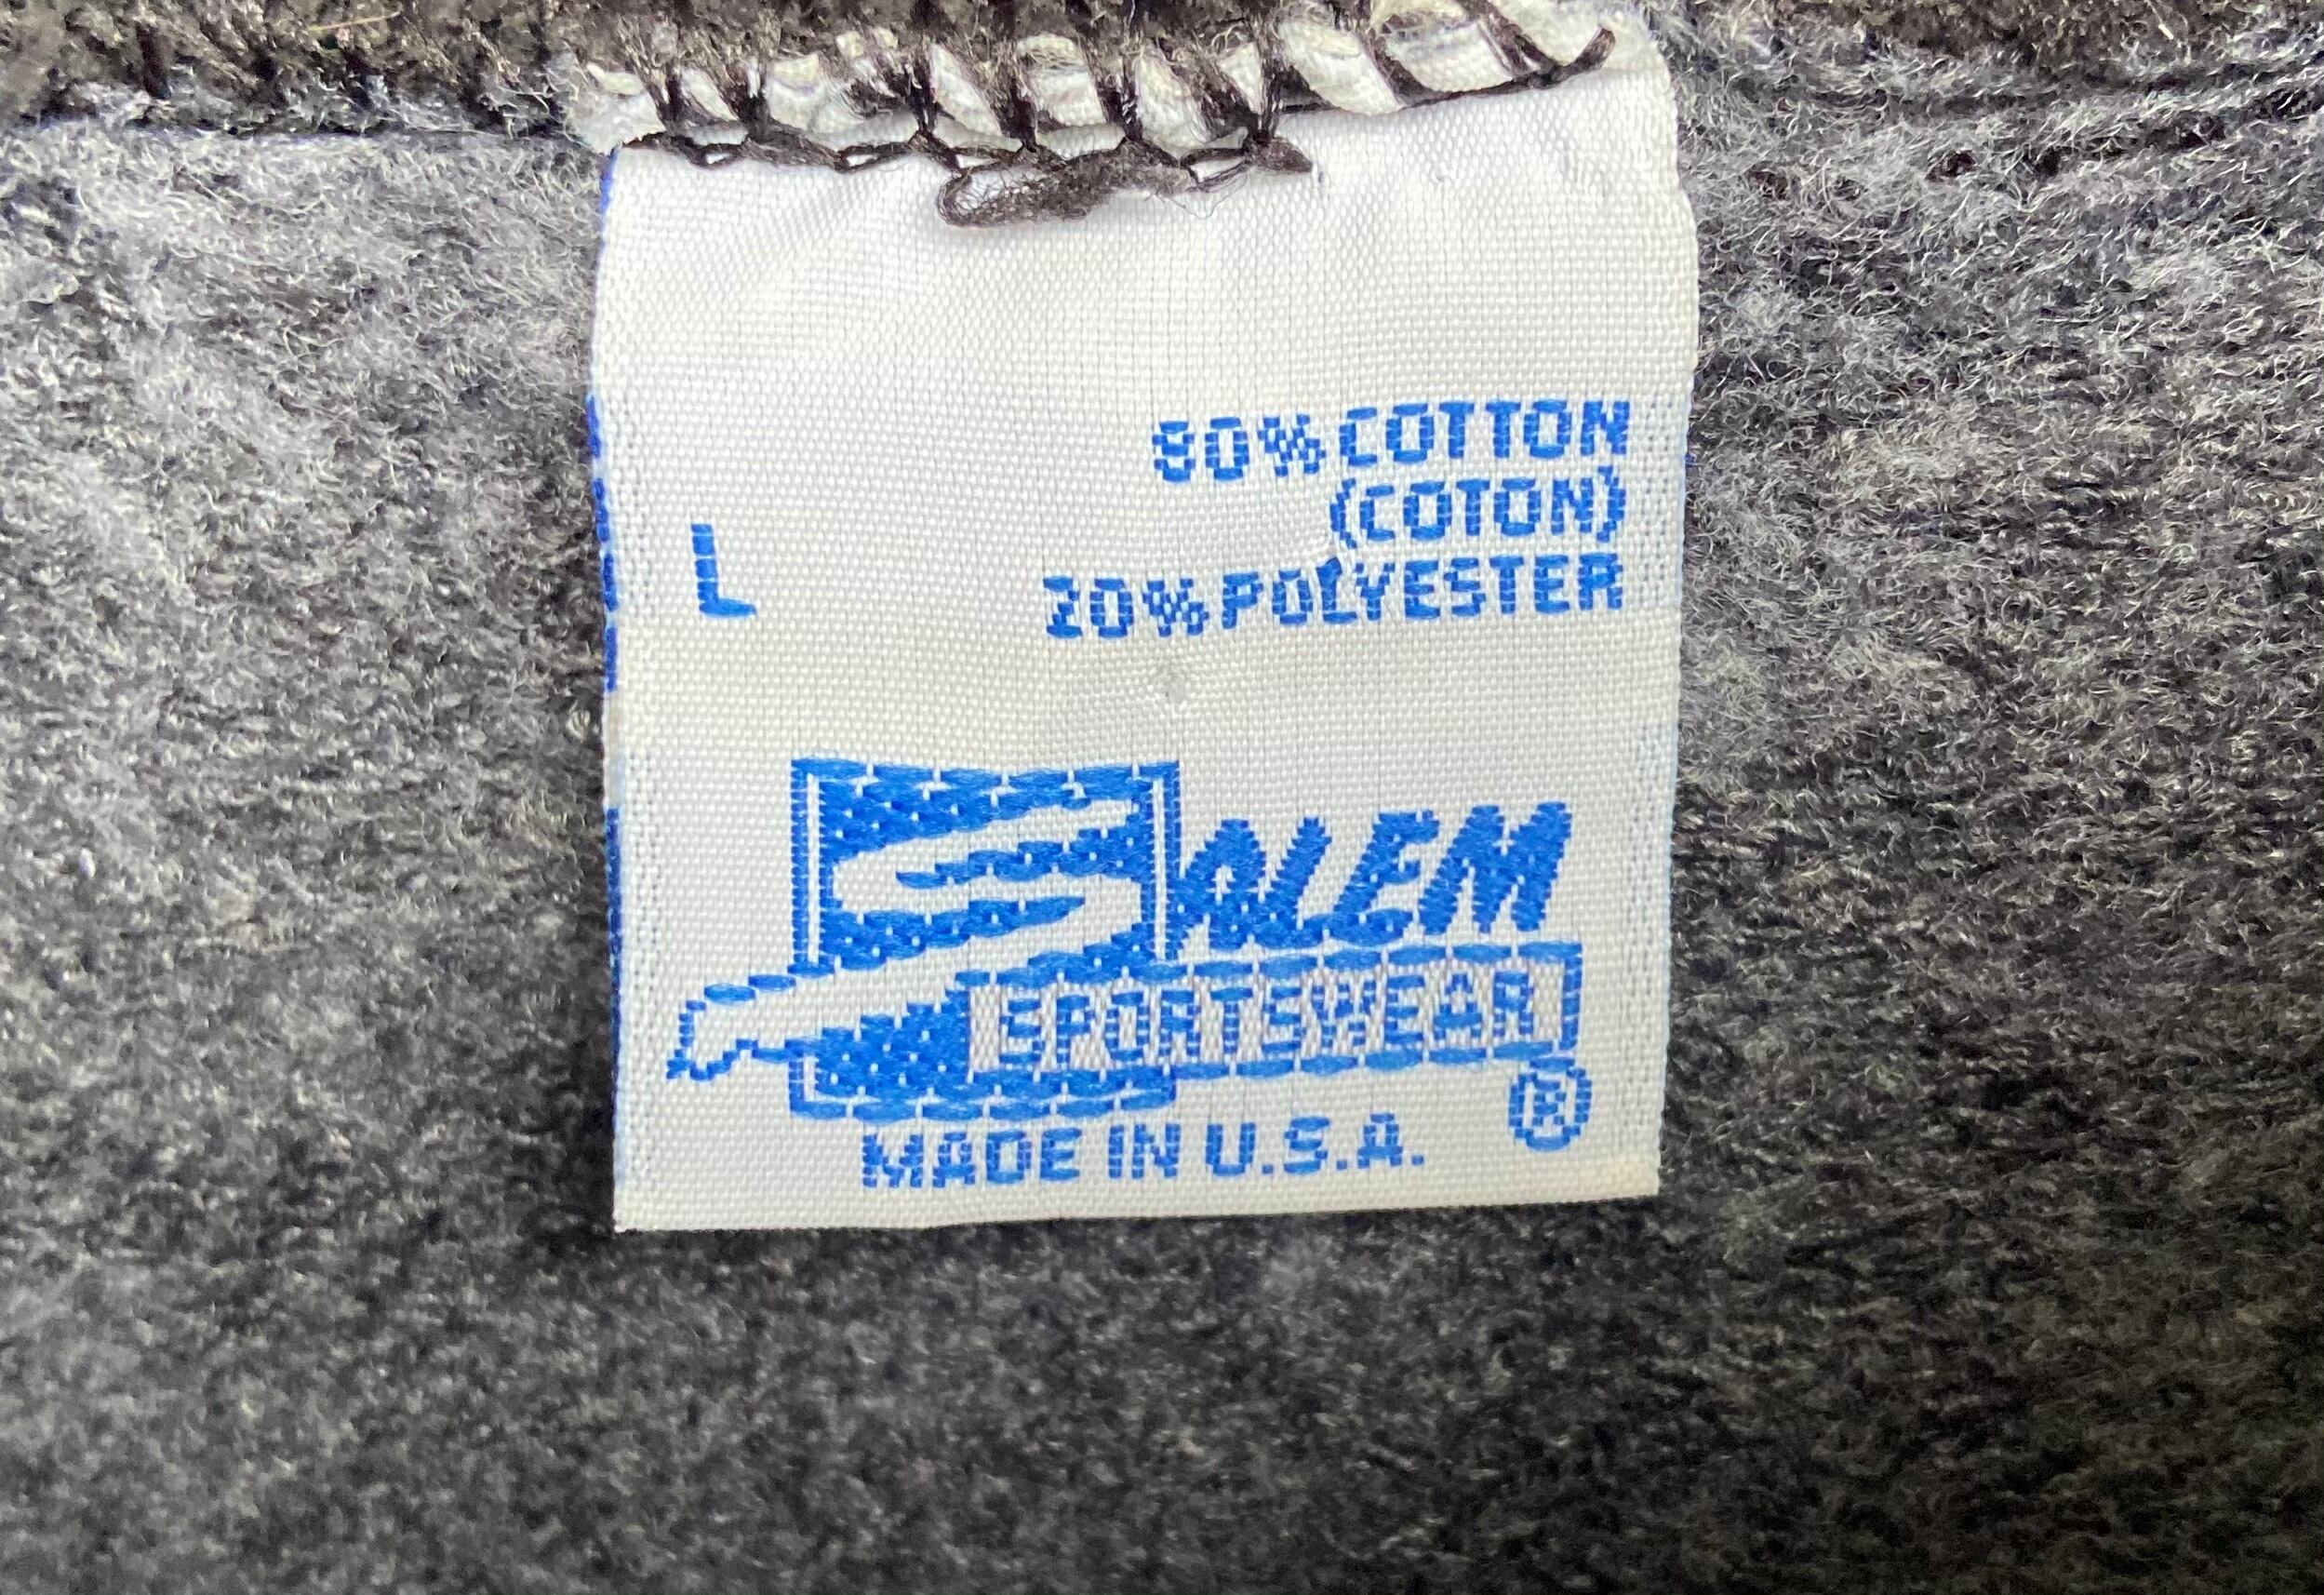 80% COTTON
(COTON)
L
20% POLYESTER
SALEM
SPORTSWEAR
®
MADE IN U.S.A.